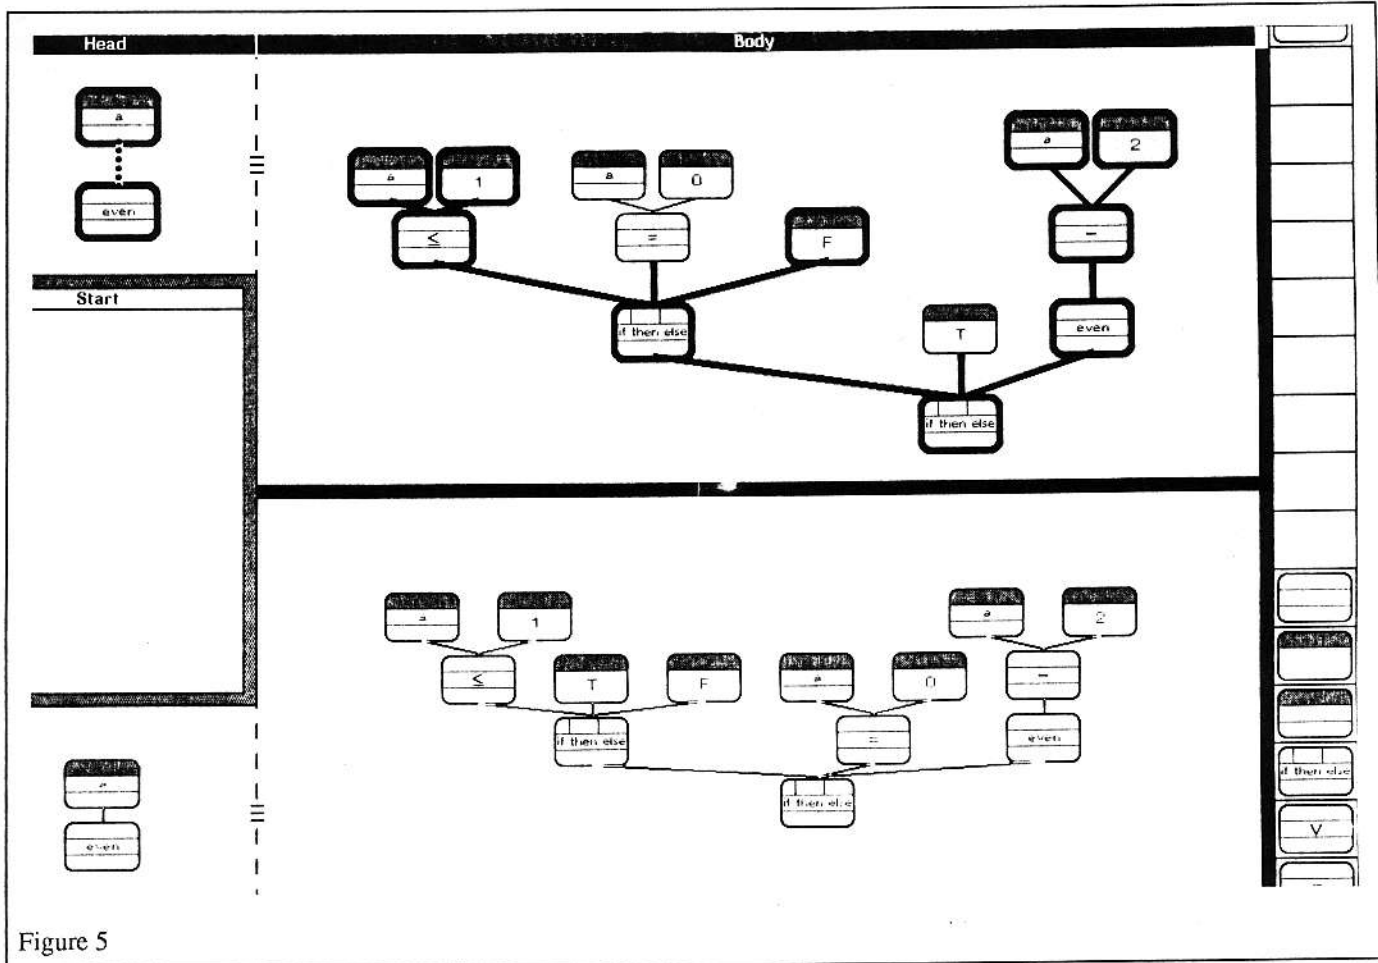 Head
Body
a
even
a 1
≤
a 0
=
F
if then else
a 2
–
T
even
if then else
Start
a 1
≤
T F
if then else
a 0
=
a 2
–
even
if then else
a
even
if then else
V
Figure 5